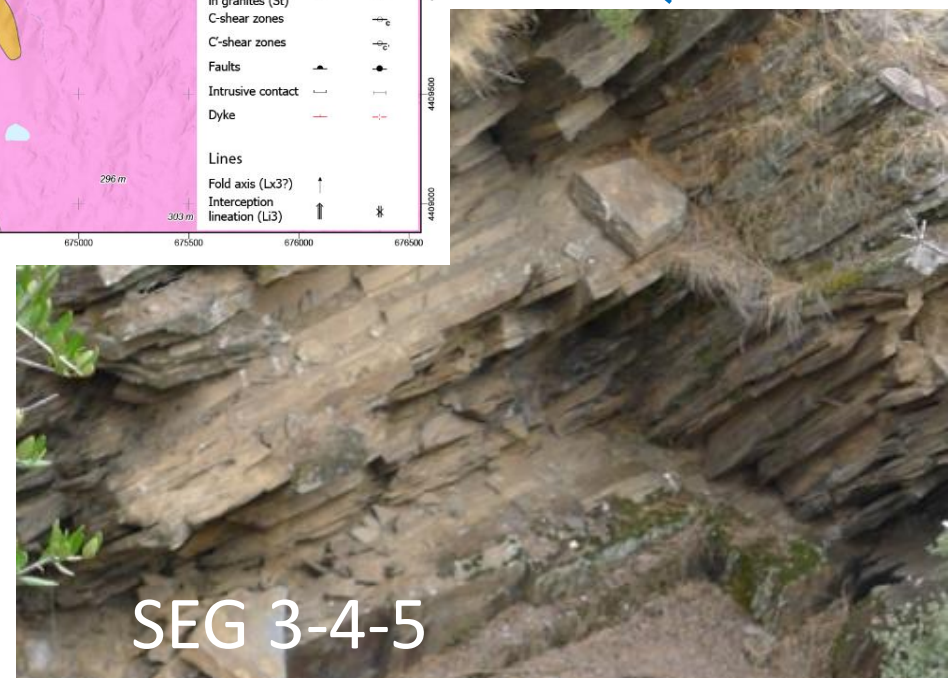 in granites (St)
C-shear zones
c
C'-shear zones
c'
Faults
Intrusive contact
Dyke
Lines
Fold axis (Lx3?)
Interception
lineation (Li3)
296 m
303 m
4409500
4409000
675000
675500
676000
676500
SEG 3-4-5